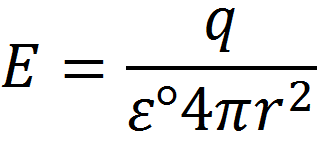 E = q / ε°4πr²